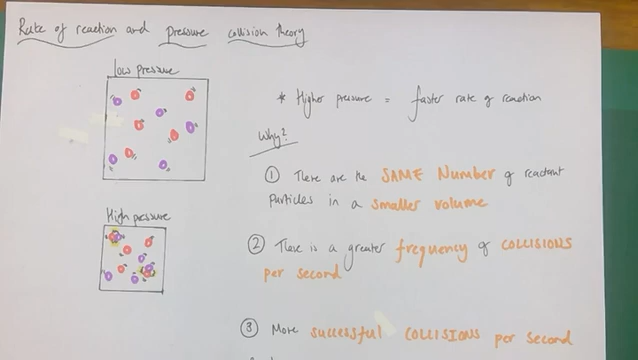 Rate of reaction and pressure collision theory
Low pressure
* Higher pressure = faster rate of reaction
Why?
① There are the SAME Number of reactant
particles in a smaller volume
High pressure
② There is a greater frequency of COLLISIONS
per second
③ More successful COLLISIONS per second